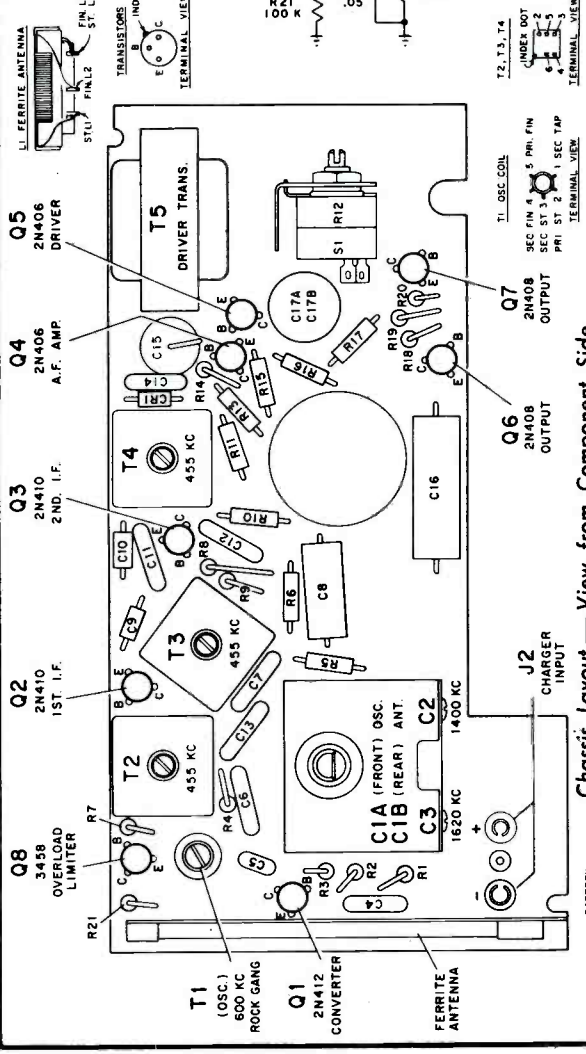 L1 FERRITE ANTENNA
FIN. L
ST. L
FIN.L2
ST.L1
TRANSISTORS
IND
B
C
E
TERMINAL VIEW
R21
100 K
.05
T2, T3, T4
INDEX DOT
6
2
5
4
3
TERMINAL VIEW
T1 OSC COIL
SEC FIN 4
5 PRI. FIN
SEC ST 3
PRI ST 2
1 SEC TAP
TERMINAL VIEW
Q8
3458
OVERLOAD
LIMITER
Q2
2N410
1ST. I.F.
Q3
2N410
2ND. I.F.
Q4
2N406
A.F. AMP.
Q5
2N406
DRIVER
R21
C
B
E
R7
T2
455 KC
B
E
C
C9
C10
C11
E
B
C
T4
455 KC
CR1
C14
C15
T5
DRIVER TRANS.
T1
(OSC.)
600 KC
ROCK GANG
R4
C6
C13
C7
T3
455 KC
R8
R9
C12
R10
R11
R13
R14
R15
B
E
C
B
E
C
C17A
C17B
R16
R17
S1
R12
Q1
2N412
CONVERTER
C
E
B
C5
R3
R2
R1
C4
C1A (FRONT) OSC.
C1B (REAR) ANT.
C3
C2
1620 KC
1400 KC
R5
R6
C8
C16
R18
R19
R20
C
B
E
C
B
E
Q6
2N408
OUTPUT
Q7
2N408
OUTPUT
FERRITE
ANTENNA
-
+
J2
CHARGER
INPUT
Chassis Layout — View from Component Side